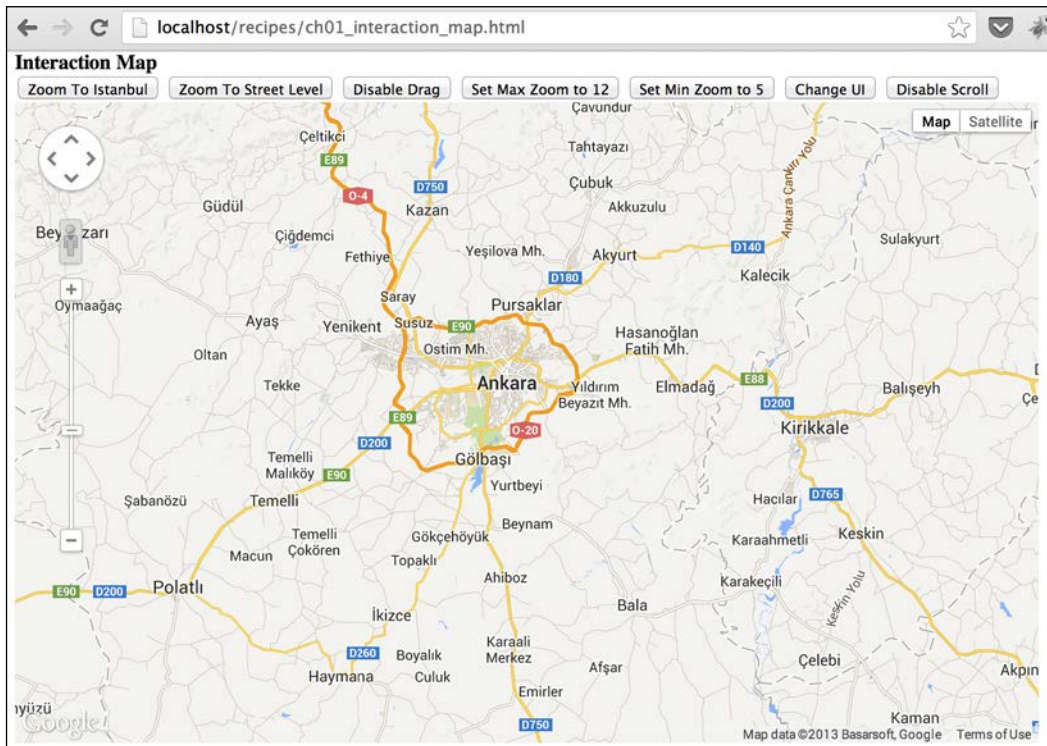 localhost/recipes/ch01_interaction_map.html
Interaction Map
Zoom To Istanbul Zoom To Street Level Disable Drag Set Max Zoom to 12 Set Min Zoom to 5 Change UI Disable Scroll
Map Satellite
Çavundur
Çeltikci
Tahtayazı
E89
Çubuk
D750
O-4
Ankara Çankırı Yolu
Güdül
Kazan
Akkuzulu
Çiğdemci
Sulakyurt
Yeşilova Mh.
D140
Fethiye
Akyurt
D180
Kalecik
Oymaağaç
Saray
Pursaklar
Ayaş
Yenikent
Susuz
E90
Hasanoğlan
Fatih Mh.
Oltan
Ostim Mh.
Tekke
Ankara
Yıldırım
Beyazıt Mh.
Elmadağ
E88
Balışeyh
D200
E89
O-20
Kirikkale
D200
Temelli
Malıköy
E90
Gölbaşı
Yurtbeyi
Şabanözü
Temelli
Hacılar
D765
Beynam
Temelli
Çokören
Gökçehöyük
Karaahmetli
Keskin
Macun
Topaklı
Polatlı
Ahiboz
Karakeçili
E90
D200
Keskin Yolu
İkizce
Bala
Karaali
Merkez
D260
Boyalık
Afşar
Çelebi
Haymana
Culuk
Akpın
Emirler
nyüzü
Kaman
D750
Google
Map data ©2013 Basarsoft, Google Terms of Use